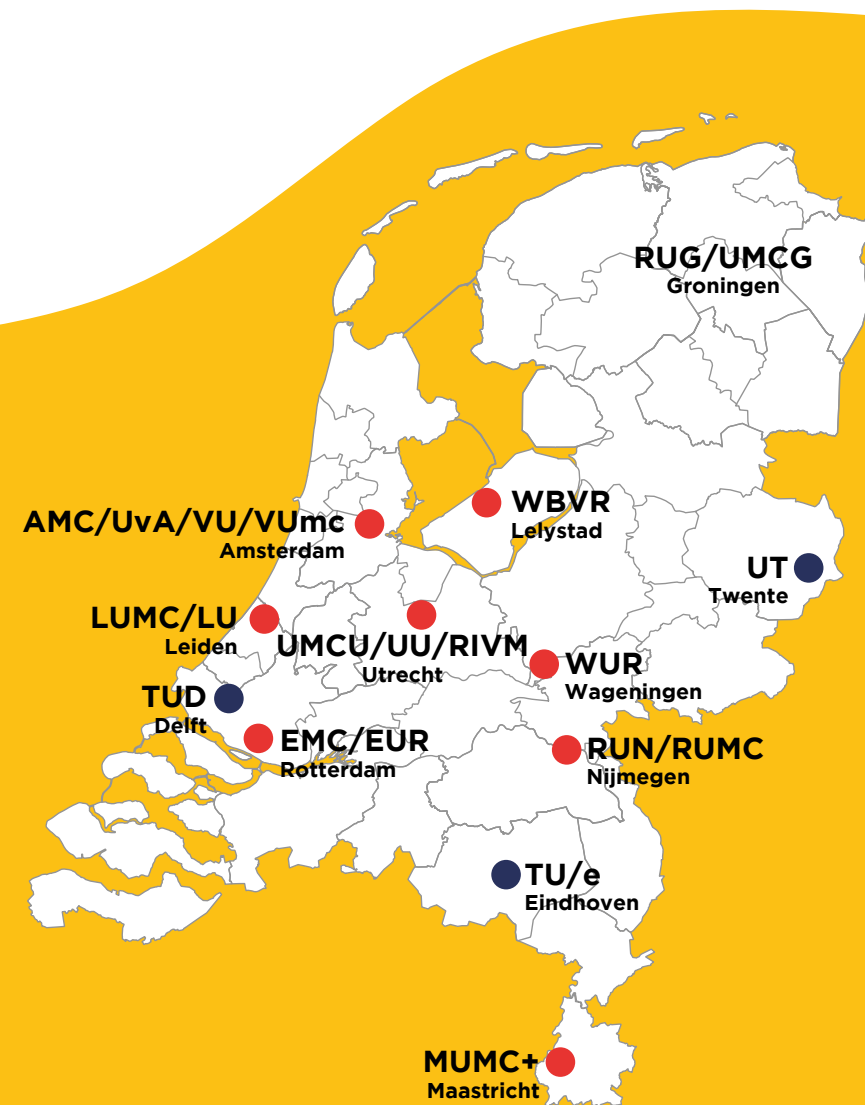 RUG/UMCG
Groningen
WBVR
Lelystad
AMC/UvA/VU/VUmc
Amsterdam
UT
Twente
LUMC/LU
Leiden
UMCU/UU/RIVM
Utrecht
WUR
Wageningen
TUD
Delft
EMC/EUR
Rotterdam
RUN/RUMC
Nijmegen
TU/e
Eindhoven
MUMC+
Maastricht